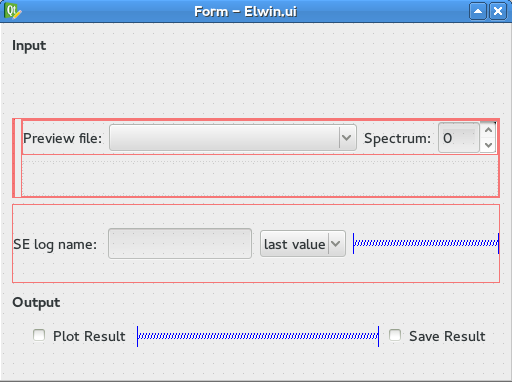 Form – Elwin.ui
Input
Preview file: Spectrum: 0
SE log name: last value
Output
Plot Result Save Result